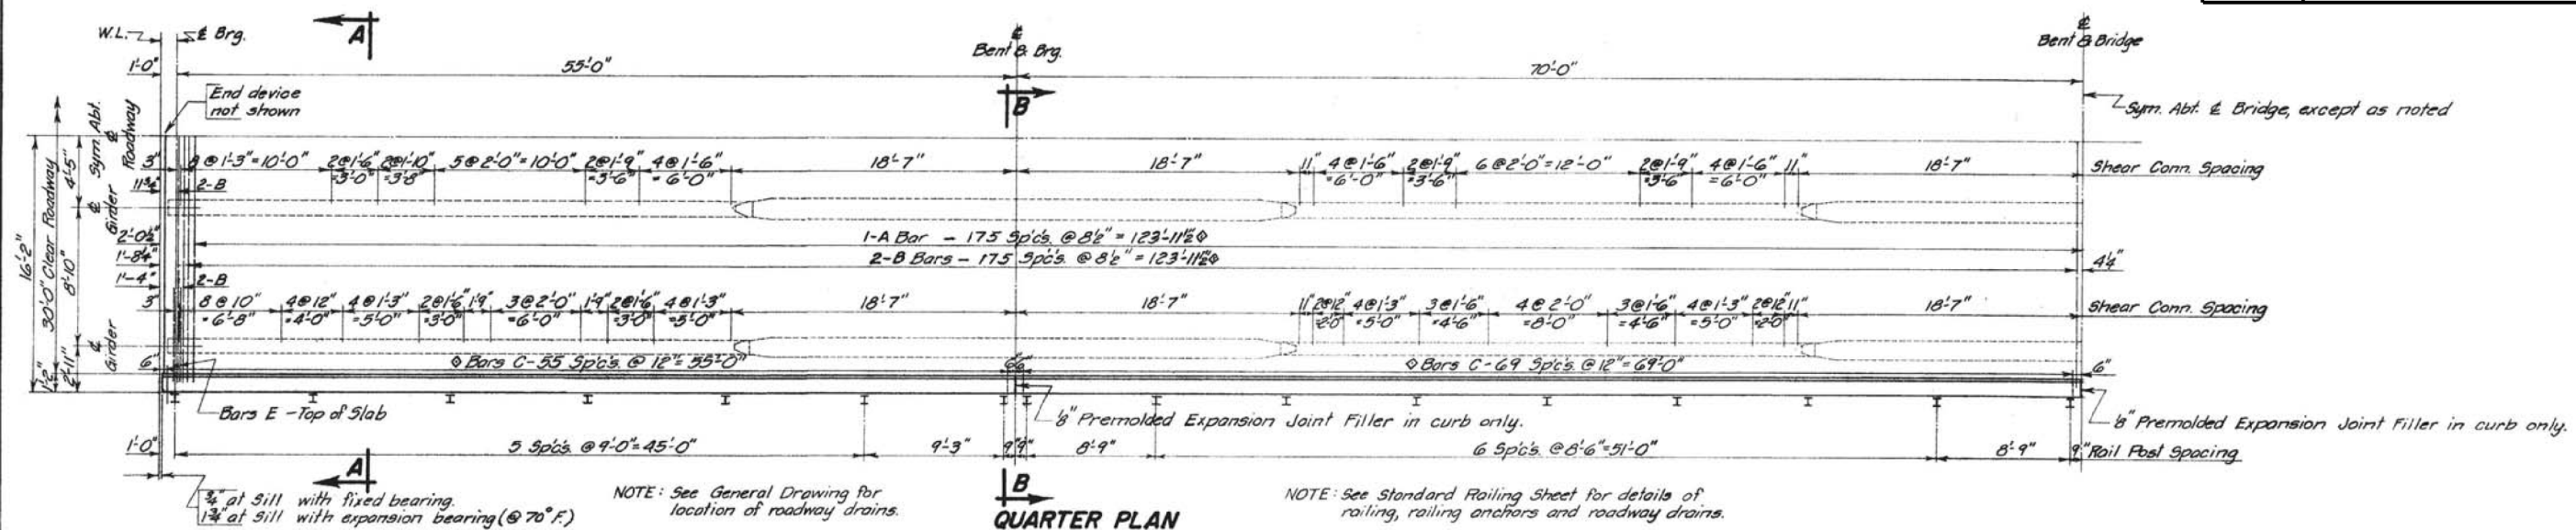 W.L.
℄ Brg.
A
℄
Bent & Brg.
℄
Bent & Bridge
1'-0"
55'-0"
70'-0"
End device
not shown
B
Sym. Abt. ℄ Bridge, except as noted
Sym. Abt.
℄
Roadway
16'-2"
30'-0" Clear Roadway
4'-5"
8'-10"
2'-11"
1'-2"
℄
Girder
℄
Girder
3"
8 @ 1'-3" = 10'-0"
2@1'-6"
=3'-0"
2@1'-10"
=3'-8"
5 @ 2'-0" = 10'-0"
2@1'-9"
=3'-6"
4 @ 1'-6"
= 6'-0"
18'-7"
18'-7"
11"
4 @ 1'-6"
=6'-0"
2@1'-9"
=3'-6"
6 @ 2'-0" = 12'-0"
2@1'-9"
=3'-6"
4 @ 1'-6"
=6'-0"
11"
18'-7"
Shear Conn. Spacing
11¾"
2-B
2'-0½"
1-A Bar - 175 Spcs. @ 8½" = 123'-11½"◊
1'-8¼"
2-B Bars - 175 Spcs. @ 8½" = 123'-11½"◊
4¼"
1'-4"
2-B
3"
8 @ 10"
= 6'-8"
4@12"
=4'-0"
4 @ 1'-3"
=5'-0"
2@1'-6"
=3'-0"
1'-9"
3 @ 2'-0"
=6'-0"
1'-9"
2@1'-6"
=3'-0"
4 @ 1'-3"
=5'-0"
18'-7"
18'-7"
11"
2@12"
=2'-0"
4@1'-3"
=5'-0"
3@1'-6"
=4'-6"
4 @ 2'-0"
=8'-0"
3@1'-6"
=4'-6"
4@1'-3"
=5'-0"
2@12"
=2'-0"
11"
18'-7"
Shear Conn. Spacing
6"
◊ Bars C-55 Spcs. @ 12" = 55'-0"
6"
6"
◊ Bars C-69 Spcs. @ 12" = 69'-0"
6"
Bars E - Top of Slab
⅛" Premolded Expansion Joint Filler in curb only.
⅛" Premolded Expansion Joint Filler in curb only.
1'-0"
5 Spcs. @ 9'-0" = 45'-0"
9'-3"
9"
9"
8'-9"
6 Spcs. @ 8'-6" = 51'-0"
8'-9"
9"
Rail Post Spacing
A
¾" at Sill with fixed bearing.
1¾" at Sill with expansion bearing (@ 70° F.)
NOTE: See General Drawing for
location of roadway drains.
B
QUARTER PLAN
NOTE: See Standard Railing Sheet for details of
railing, railing anchors and roadway drains.